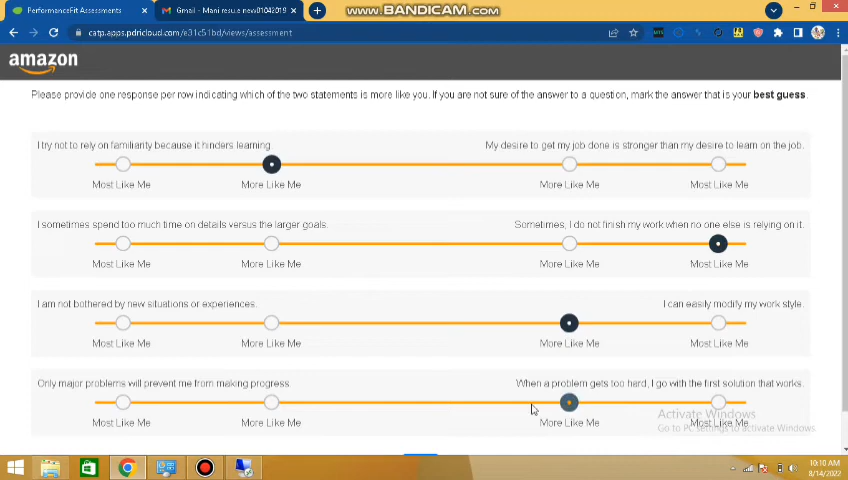 PerformanceFit Assessments
Gmail - Mani resu.e new01042019
www.BANDICAM.com
catp.apps.pdricloud.com/e31c51bd/views/assessment
amazon
Please provide one response per row indicating which of the two statements is more like you. If you are not sure of the answer to a question, mark the answer that is your best guess.
I try not to rely on familiarity because it hinders learning.
My desire to get my job done is stronger than my desire to learn on the job.
Most Like Me More Like Me More Like Me Most Like Me
I sometimes spend too much time on details versus the larger goals.
Sometimes, I do not finish my work when no one else is relying on it.
Most Like Me More Like Me More Like Me Most Like Me
I am not bothered by new situations or experiences.
I can easily modify my work style.
Most Like Me More Like Me More Like Me Most Like Me
Only major problems will prevent me from making progress.
When a problem gets too hard, I go with the first solution that works.
Most Like Me More Like Me More Like Me Most Like Me
Activate Windows
Go to PC settings to activate Windows.
10:10 AM
8/14/2022